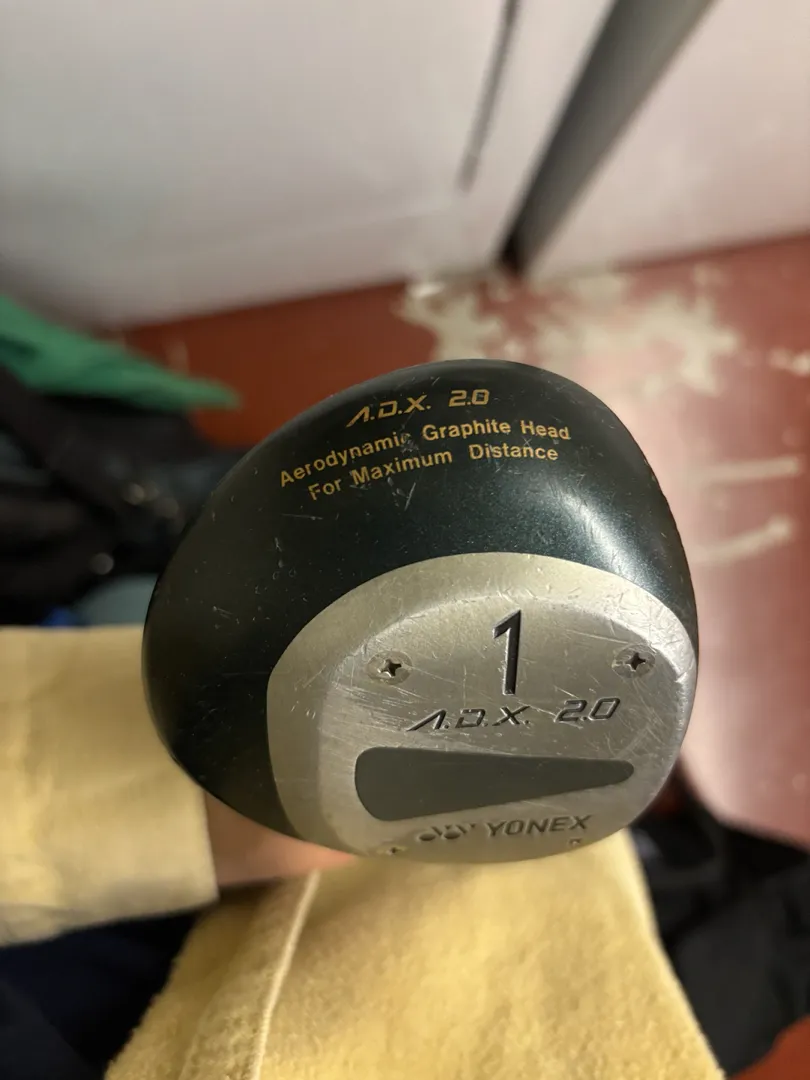 A.D.X. 2.0
Aerodynamic Graphite Head
For Maximum Distance
1
A.D.X. 2.0
YONEX